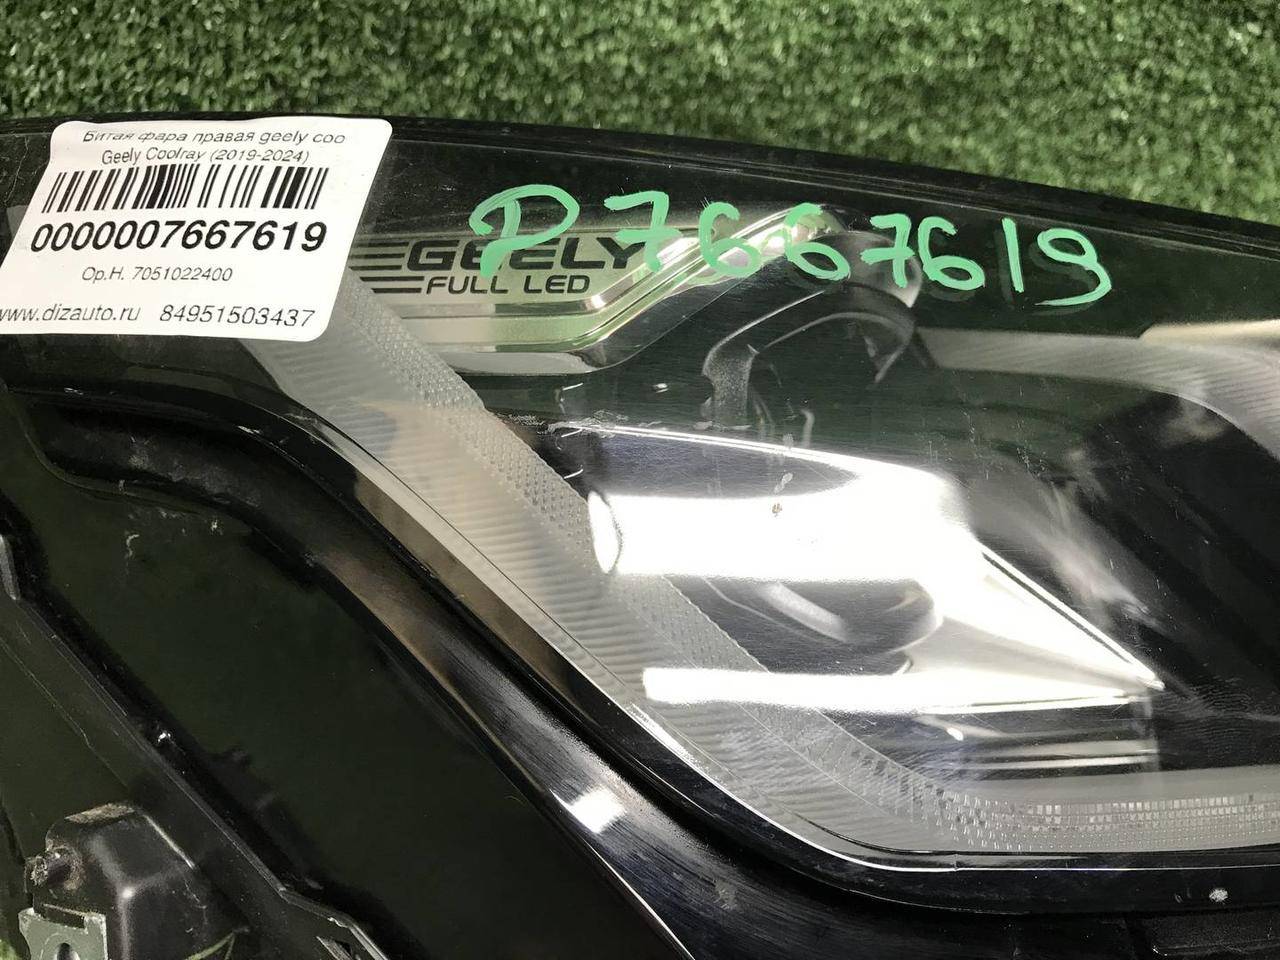 Битая фара правая geely coo
Geely Coolray (2019-2024)
0000007667619
Ор.Н. 7051022400
www.dizauto.ru 84951503437
P7667619
GEELY
FULL LED